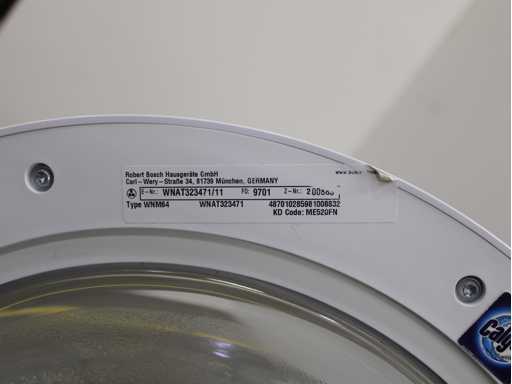 Robert Bosch Hausgeräte GmbH
Carl-Wery-Straße 34, 81739 München, GERMANY
E-Nr.: WNAT323471/11 FD: 9701 Z-Nr.:
Type WNM64 WNAT323471 487010285981006832
KD Code: ME520FN